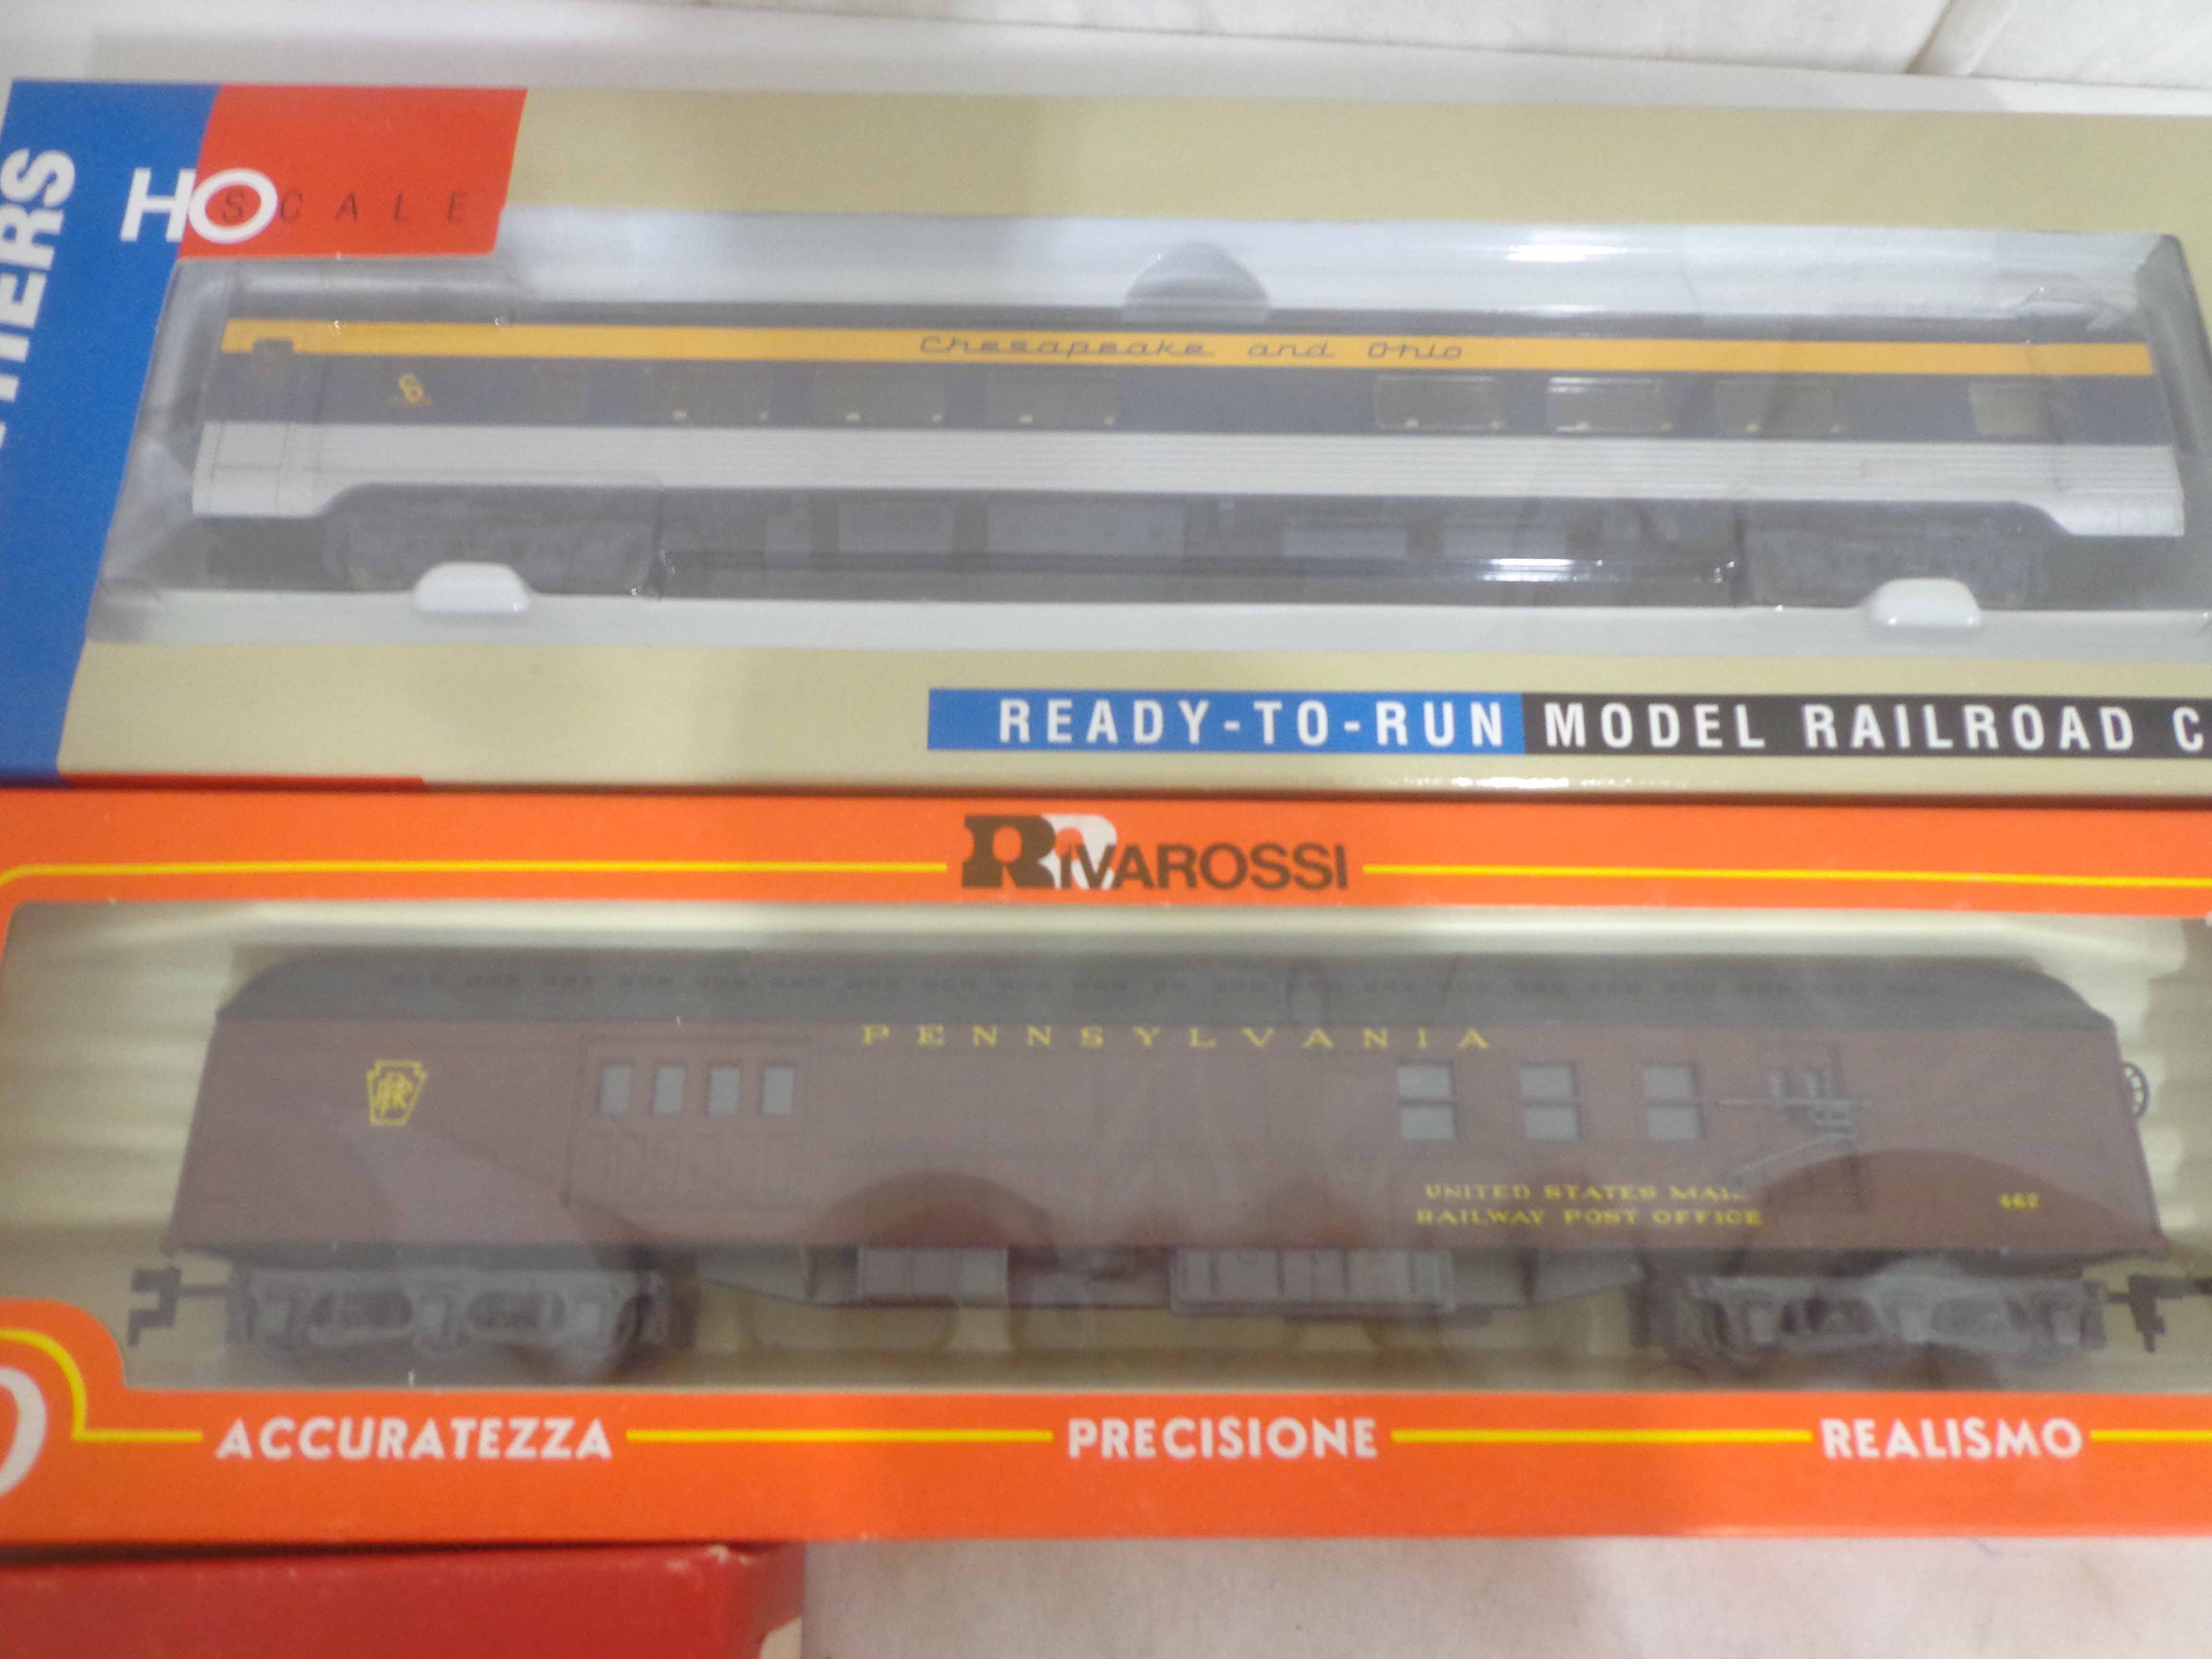 HO SCALE
Chesapeake and Ohio
READY-TO-RUN MODEL RAILROAD C
RIVAROSSI
PENNSYLVANIA
UNITED STATES MAIL
RAILWAY POST OFFICE
462
ACCURATEZZA PRECISIONE REALISMO